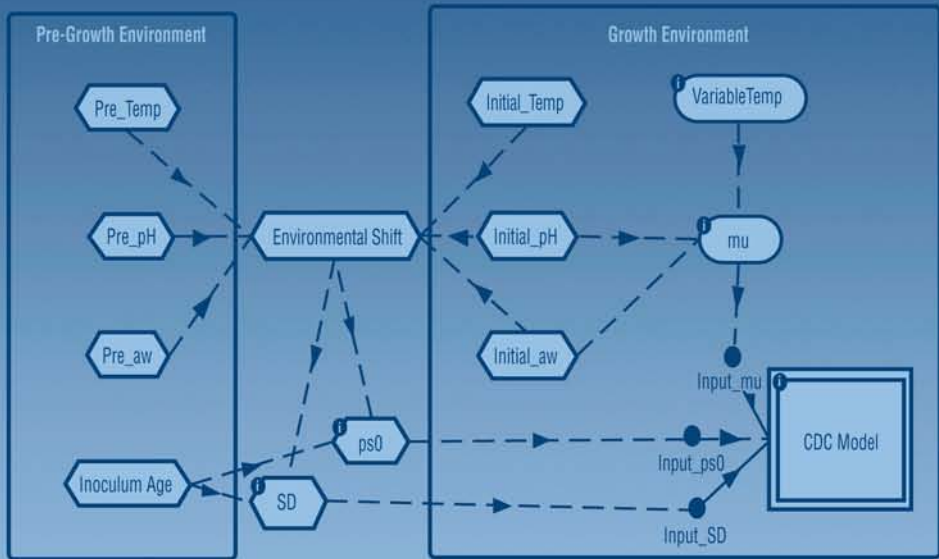 Pre-Growth Environment
Growth Environment
Pre_Temp
Initial_Temp
i
VariableTemp
Pre_pH
Environmental Shift
Initial_pH
i
mu
Pre_aw
Initial_aw
Input_mu
i
CDC Model
i
ps0
Input_ps0
Inoculum Age
i
SD
Input_SD